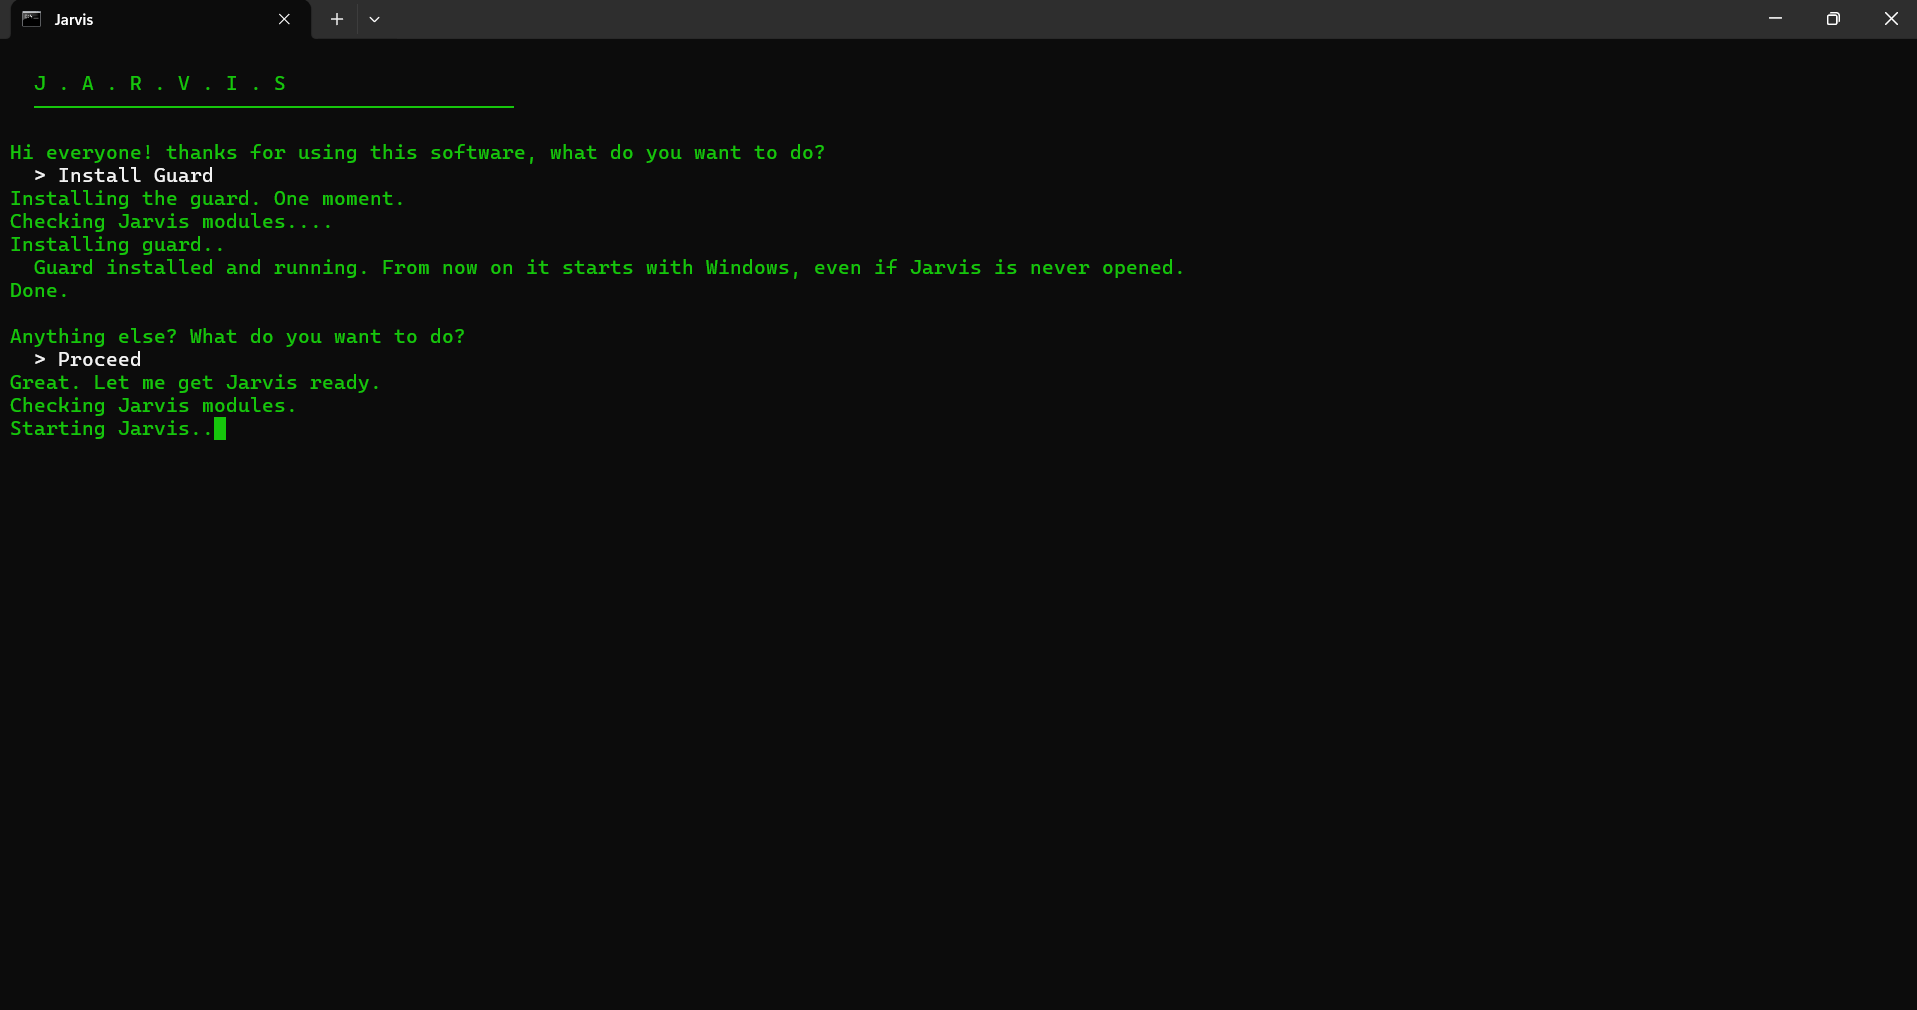 Jarvis
J . A . R . V . I . S
Hi everyone! thanks for using this software, what do you want to do?
> Install Guard
Installing the guard. One moment.
Checking Jarvis modules....
Installing guard..
Guard installed and running. From now on it starts with Windows, even if Jarvis is never opened.
Done.
Anything else? What do you want to do?
> Proceed
Great. Let me get Jarvis ready.
Checking Jarvis modules.
Starting Jarvis..